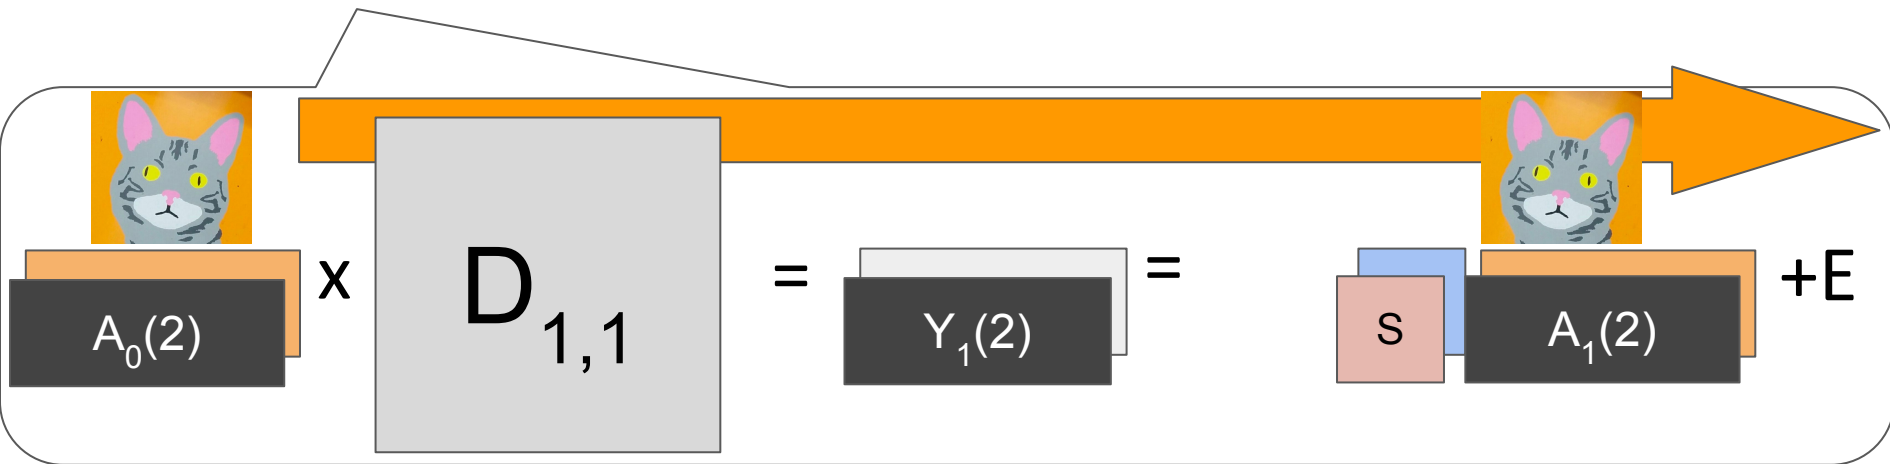 A0(2) x D1,1 = Y1(2) = S A1(2) +E